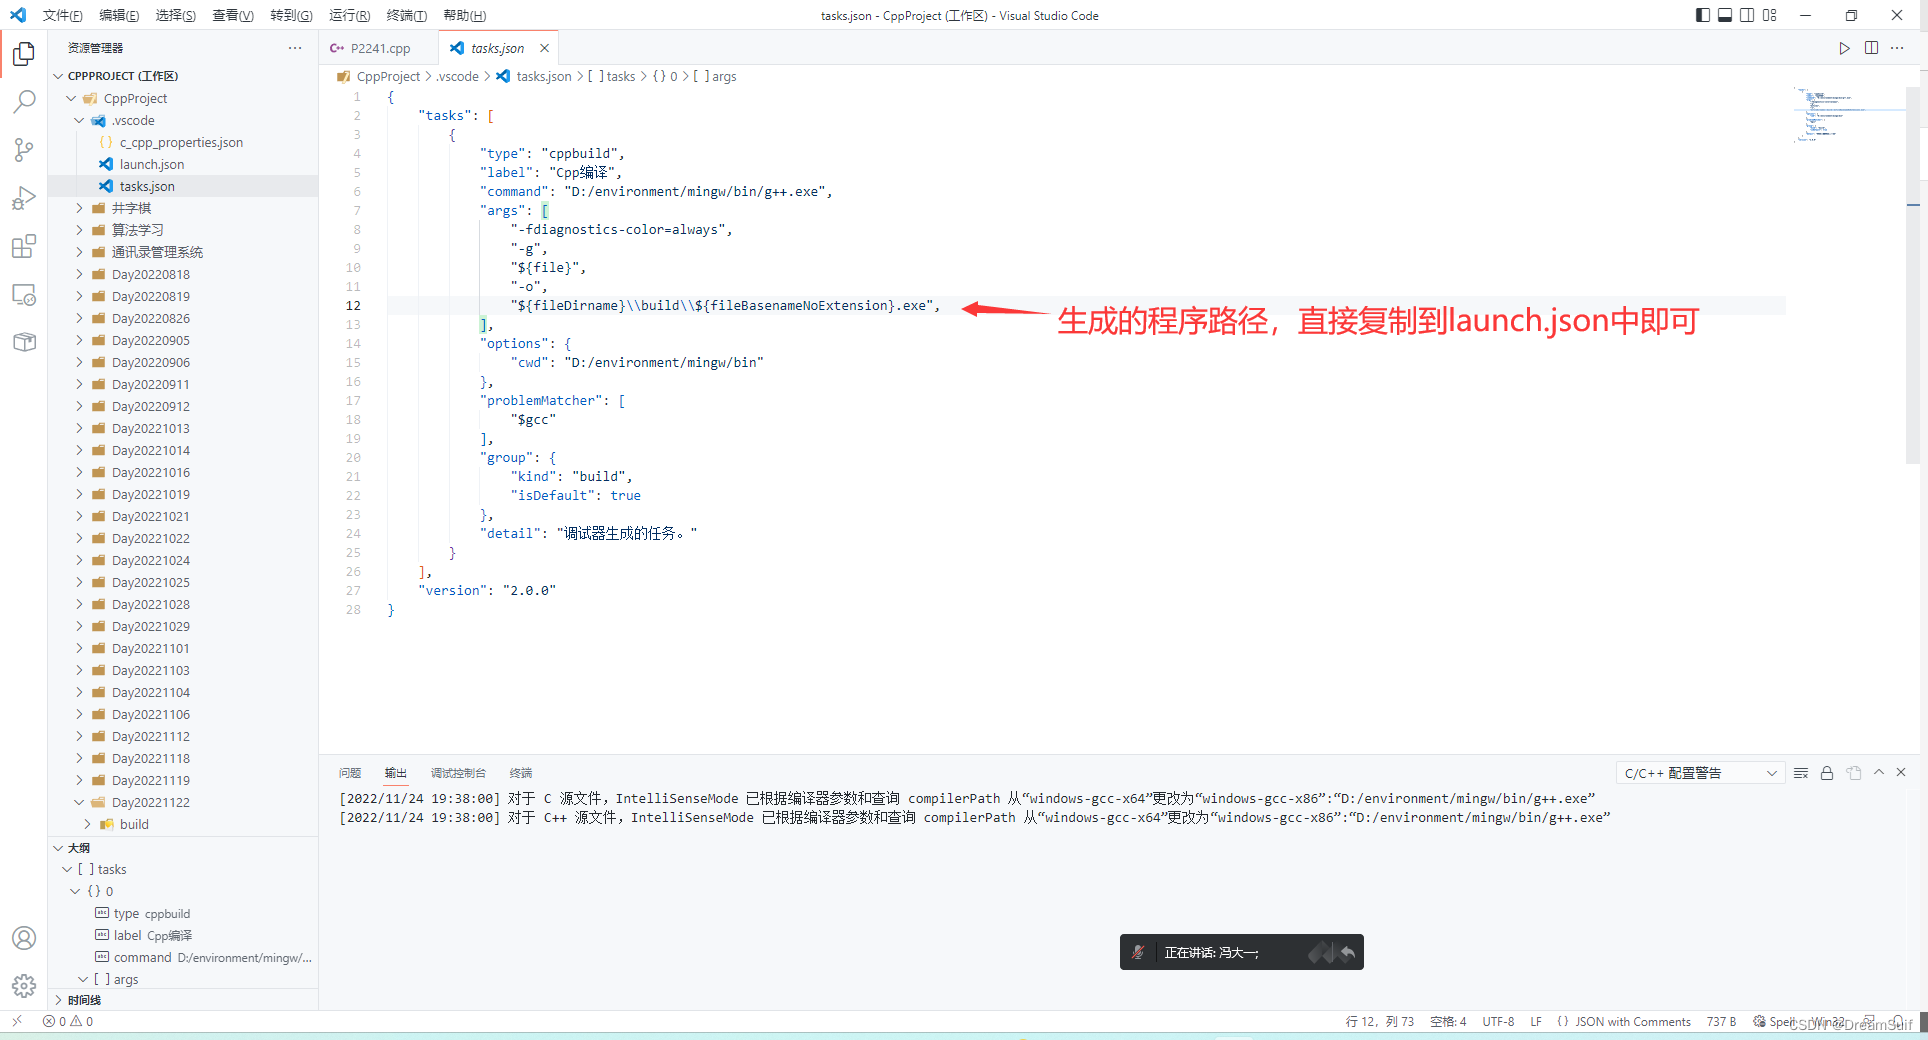 文件(F) 编辑(E) 选择(S) 查看(V) 转到(G) 运行(R) 终端(T) 帮助(H)
tasks.json - CppProject (工作区) - Visual Studio Code
资源管理器
CPPPROJECT (工作区)
CppProject
.vscode
c_cpp_properties.json
launch.json
tasks.json
井字棋
算法学习
通讯录管理系统
Day20220818
Day20220819
Day20220826
Day20220905
Day20220906
Day20220911
Day20220912
Day20221013
Day20221014
Day20221016
Day20221019
Day20221021
Day20221022
Day20221024
Day20221025
Day20221028
Day20221029
Day20221101
Day20221103
Day20221104
Day20221106
Day20221112
Day20221118
Day20221119
Day20221122
build
大纲
[ ] tasks
{} 0
type cppbuild
label Cpp编译
command D:/environment/mingw/...
[ ] args
时间线
P2241.cpp
tasks.json
CppProject > .vscode > tasks.json > [ ] tasks > {} 0 > [ ] args
1 {
2 "tasks": [
3 {
4 "type": "cppbuild",
5 "label": "Cpp编译",
6 "command": "D:/environment/mingw/bin/g++.exe",
7 "args": [
8 "-fdiagnostics-color=always",
9 "-g",
10 "${file}",
11 "-o",
12 "${fileDirname}\\build\\${fileBasenameNoExtension}.exe",
13 ],
14 "options": {
15 "cwd": "D:/environment/mingw/bin"
16 },
17 "problemMatcher": [
18 "$gcc"
19 ],
20 "group": {
21 "kind": "build",
22 "isDefault": true
23 },
24 "detail": "调试器生成的任务。"
25 }
26 ],
27 "version": "2.0.0"
28 }
生成的程序路径，直接复制到launch.json中即可
问题 输出 调试控制台 终端
C/C++ 配置警告
[2022/11/24 19:38:00] 对于 C 源文件，IntelliSenseMode 已根据编译器参数和查询 compilerPath 从“windows-gcc-x64”更改为“windows-gcc-x86”:“D:/environment/mingw/bin/g++.exe”
[2022/11/24 19:38:00] 对于 C++ 源文件，IntelliSenseMode 已根据编译器参数和查询 compilerPath 从“windows-gcc-x64”更改为“windows-gcc-x86”:“D:/environment/mingw/bin/g++.exe”
正在讲话: 冯大一;
0 0
行 12，列 73 空格: 4 UTF-8 LF {} JSON with Comments 737 B Spell Win32
CSDN @DreamSuif